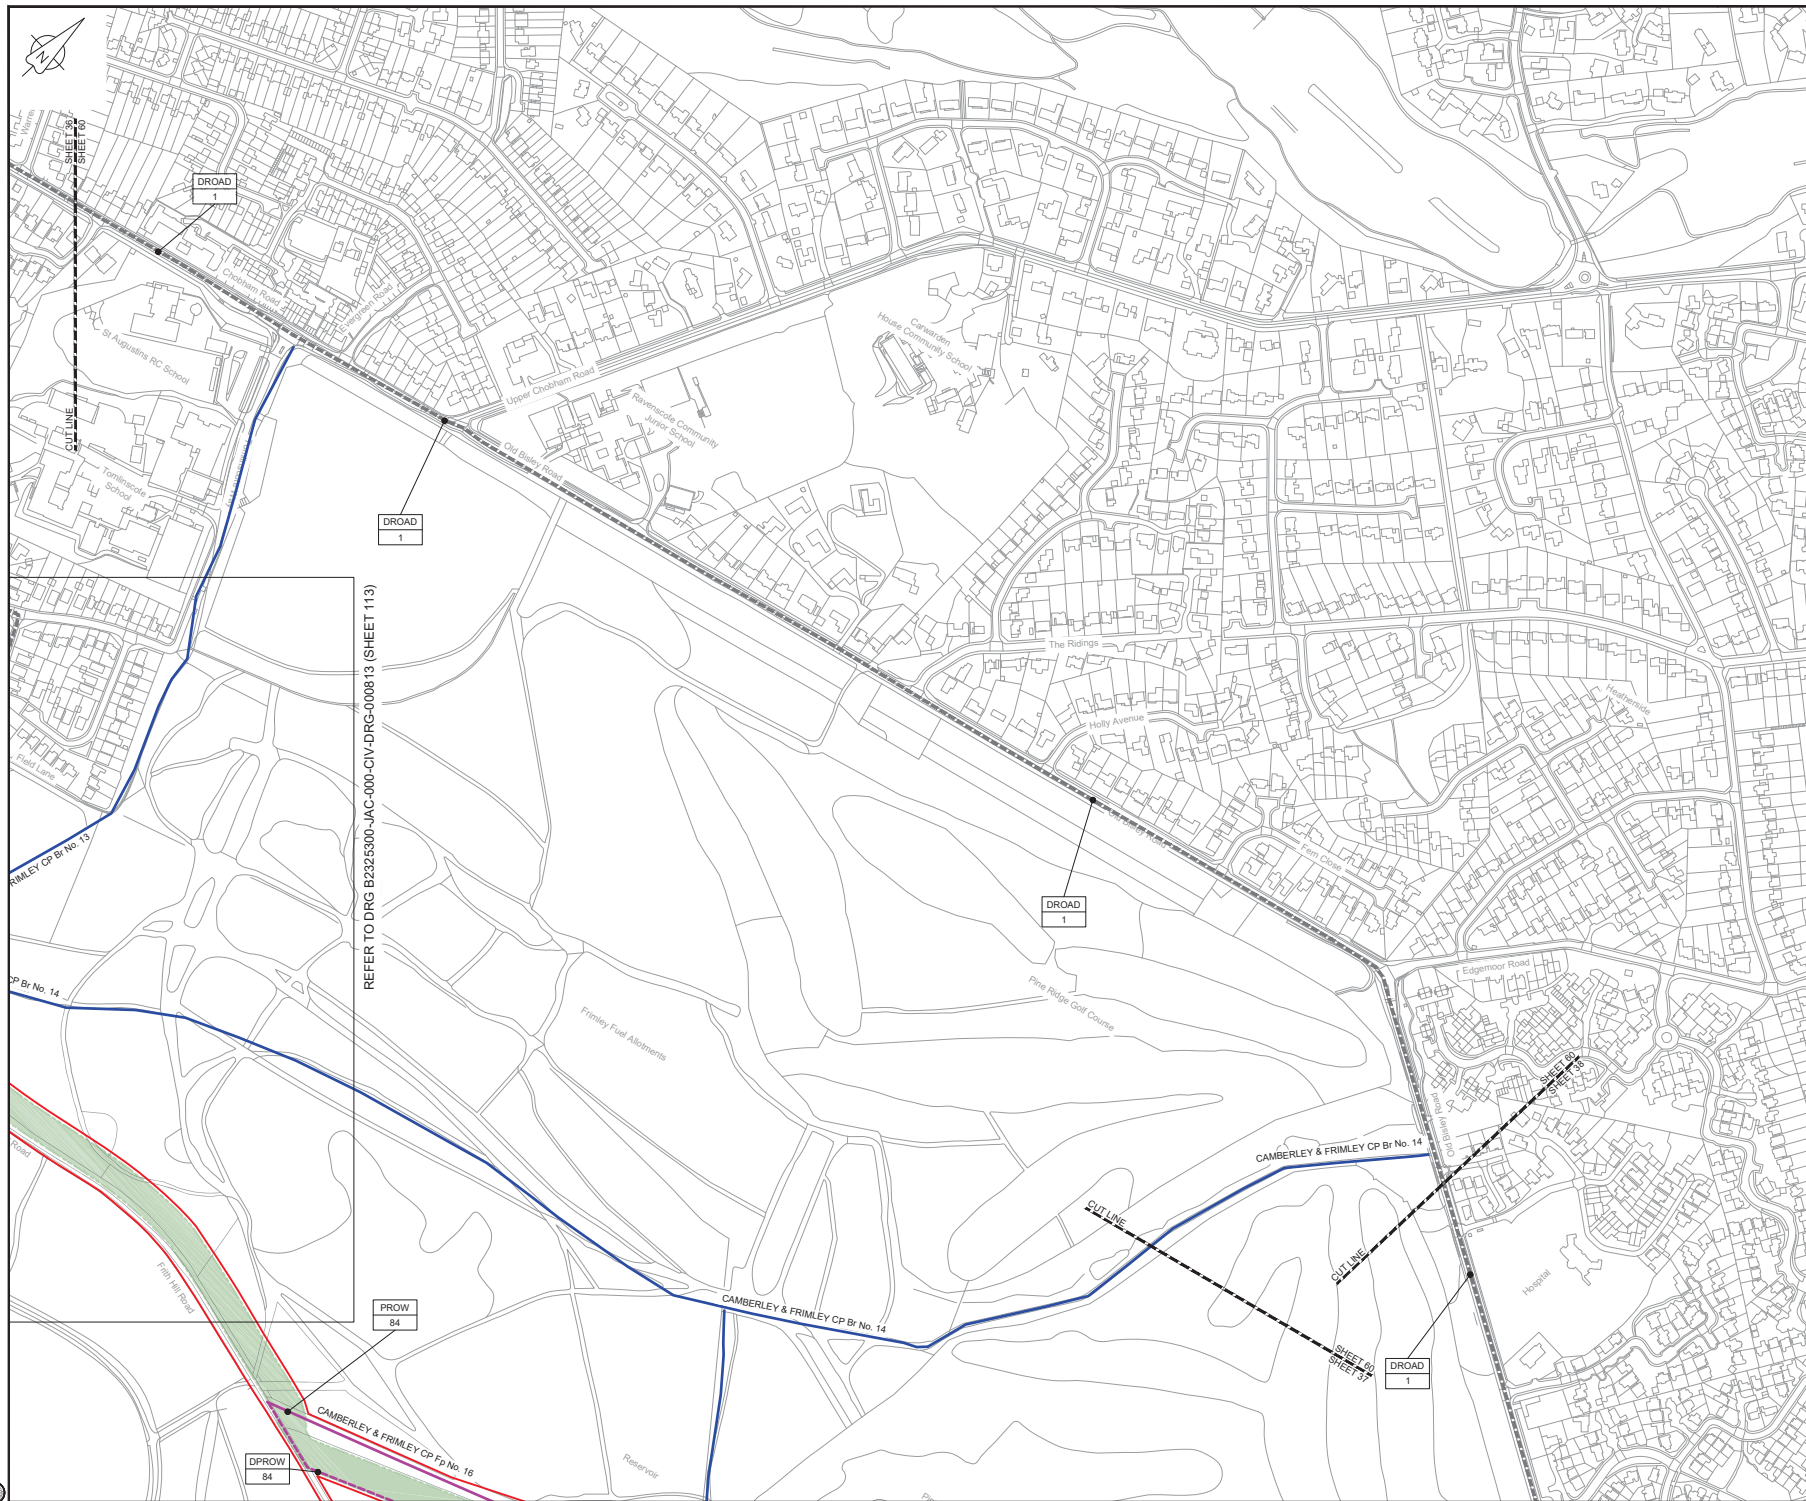 N
SHEET 36
SHEET 60
CUT LINE
DROAD
1
Chobham Road
Evergreen Road
St Augustins RC School
Tomlinscote
School
Upper Chobham Road
Old Bisley Road
Ravenscote Community
Junior School
Carwarden
House Community School
DROAD
1
REFER TO DRG B2325300-JAC-000-CIV-DRG-000813 (SHEET 113)
The Ridings
Holly Avenue
Heatherside
Field Lane
RIMLEY CP Br No. 13
Old Bisley Road
Fern Close
DROAD
1
Edgemoor Road
CP Br No. 14
Pine Ridge Golf Course
Frimley Fuel Allotments
SHEET 60
SHEET 38
CUT LINE
Old Bisley Road
CAMBERLEY & FRIMLEY CP Br No. 14
Road
CUT LINE
SHEET 60
SHEET 37
Hospital
Frith Hill Road
PROW
84
CAMBERLEY & FRIMLEY CP Br No. 14
DROAD
1
CAMBERLEY & FRIMLEY CP Fp No. 16
DPROW
84
Reservoir